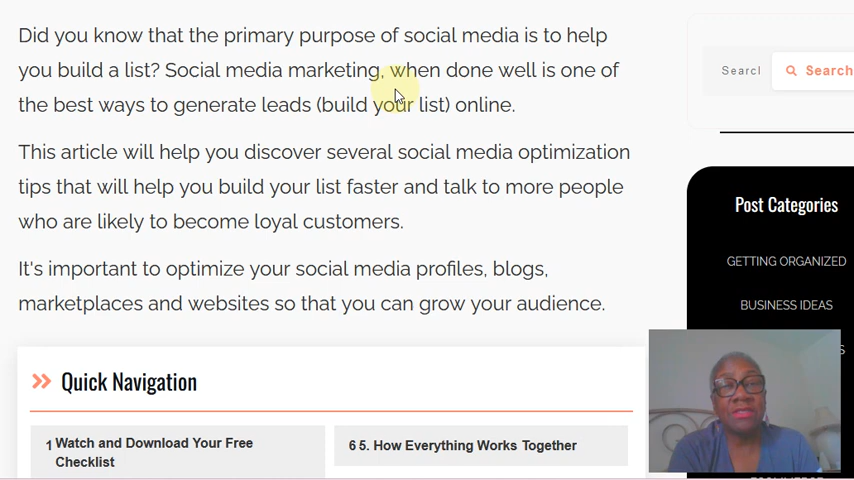 Did you know that the primary purpose of social media is to help
you build a list? Social media marketing, when done well is one of
the best ways to generate leads (build your list) online.
This article will help you discover several social media optimization
tips that will help you build your list faster and talk to more people
who are likely to become loyal customers.
It's important to optimize your social media profiles, blogs,
marketplaces and websites so that you can grow your audience.
Quick Navigation
1 Watch and Download Your Free
Checklist
6 5. How Everything Works Together
Search
Post Categories
GETTING ORGANIZED
BUSINESS IDEAS